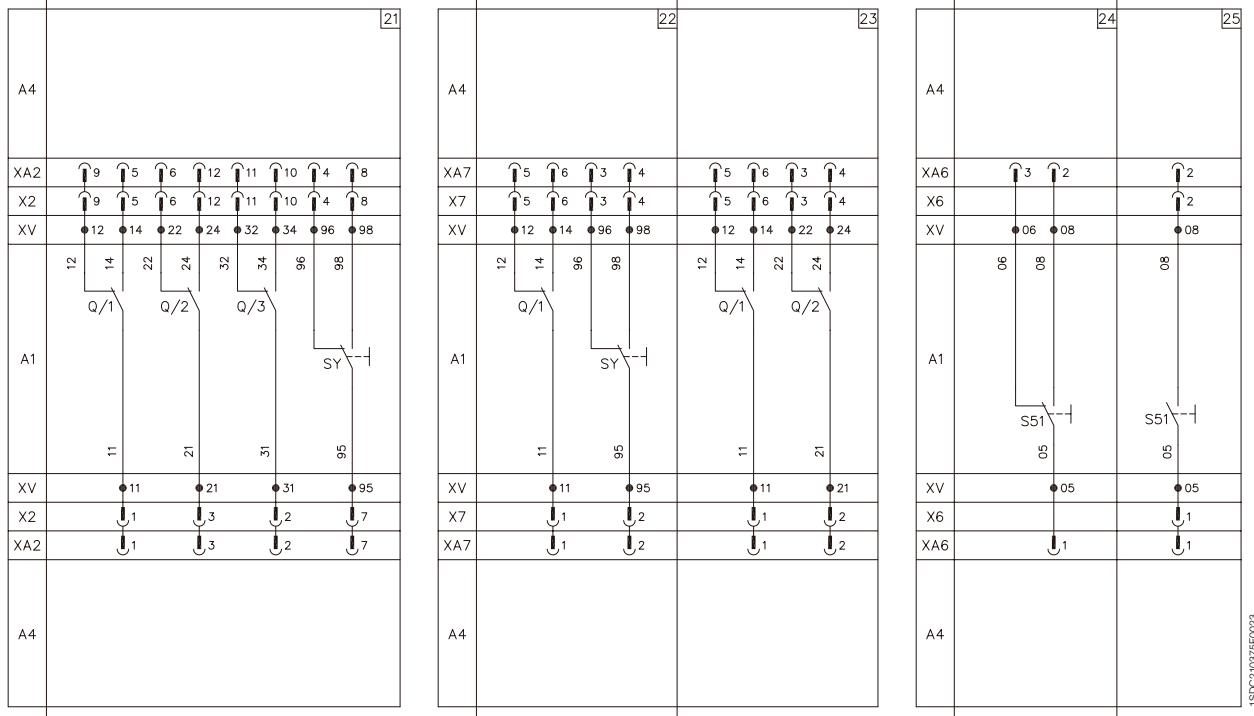 21 22 23 24 25
A4 A4 A4
XA2 9 5 6 12 11 10 4 8 XA7 5 6 3 4 5 6 3 4 XA6 3 2 2
X2 9 5 6 12 11 10 4 8 X7 5 6 3 4 5 6 3 4 X6 2
XV 12 14 22 24 32 34 96 98 XV 12 14 96 98 12 14 22 24 XV 06 08 08
12 14 22 24 32 34 96 98 12 14 96 98 12 14 22 24 06 08 08
Q/1 Q/2 Q/3 Q/1 Q/1 Q/2
A1 SY A1 SY A1
S51 S51
11 21 31 95 11 95 11 21 05 05
XV 11 21 31 95 XV 11 95 11 21 XV 05 05
X2 1 3 2 7 X7 1 2 1 2 X6 1
XA2 1 3 2 7 XA7 1 2 1 2 XA6 1 1
A4 A4 A4